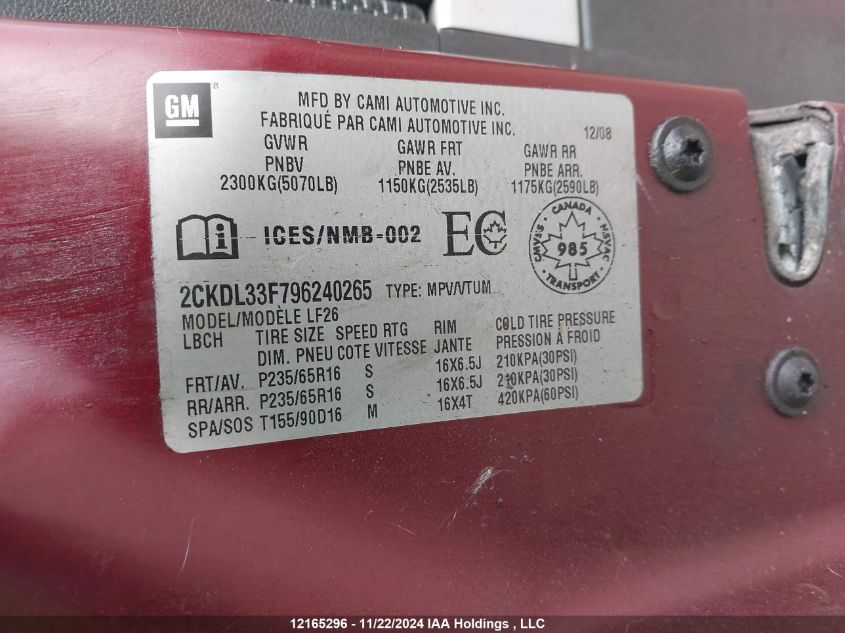 GM
MFD BY CAMI AUTOMOTIVE INC.
FABRIQUÉ PAR CAMI AUTOMOTIVE INC.
12/08
GVWR GAWR FRT GAWR RR
PNBV PNBE AV. PNBE ARR.
2300KG(5070LB) 1150KG(2535LB) 1175KG(2590LB)
ICES/NMB-002 EC
CANADA
CMVSS 985 NSVAC
TRANSPORT
2CKDL33F796240265 TYPE: MPV/VTUM
MODEL/MODÈLE LF26
LBCH TIRE SIZE SPEED RTG RIM COLD TIRE PRESSURE
DIM. PNEU COTE VITESSE JANTE PRESSION À FROID
FRT/AV. P235/65R16 S 16X6.5J 210KPA(30PSI)
RR/ARR. P235/65R16 S 16X6.5J 210KPA(30PSI)
SPA/SOS T155/90D16 M 16X4T 420KPA(60PSI)
12165296 - 11/22/2024 IAA Holdings , LLC